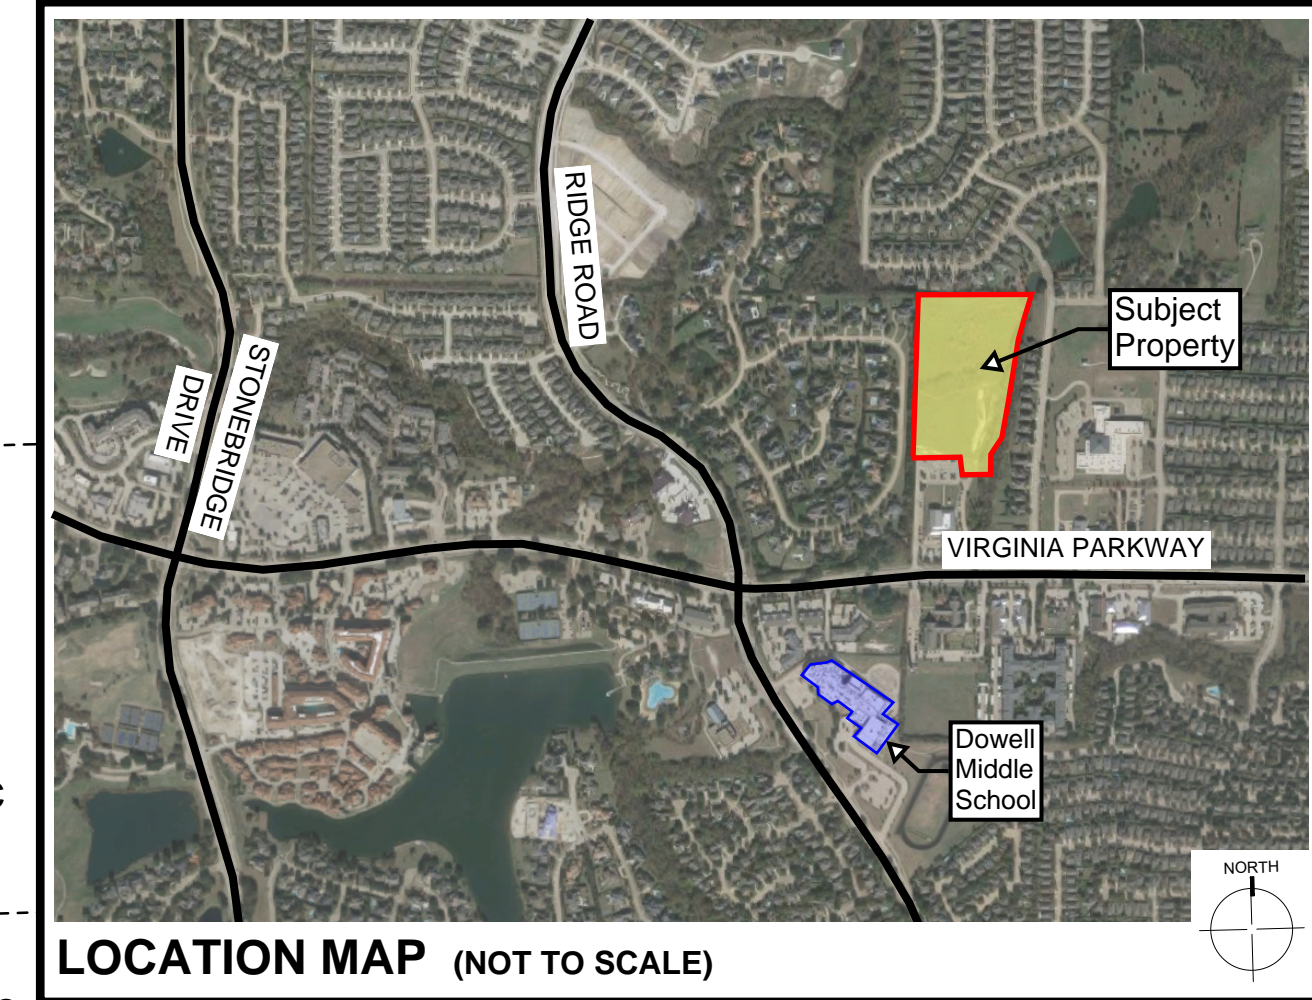 RIDGE ROAD
Subject
Property
STONEBRIDGE
DRIVE
VIRGINIA PARKWAY
Dowell
Middle
School
NORTH
LOCATION MAP (NOT TO SCALE)